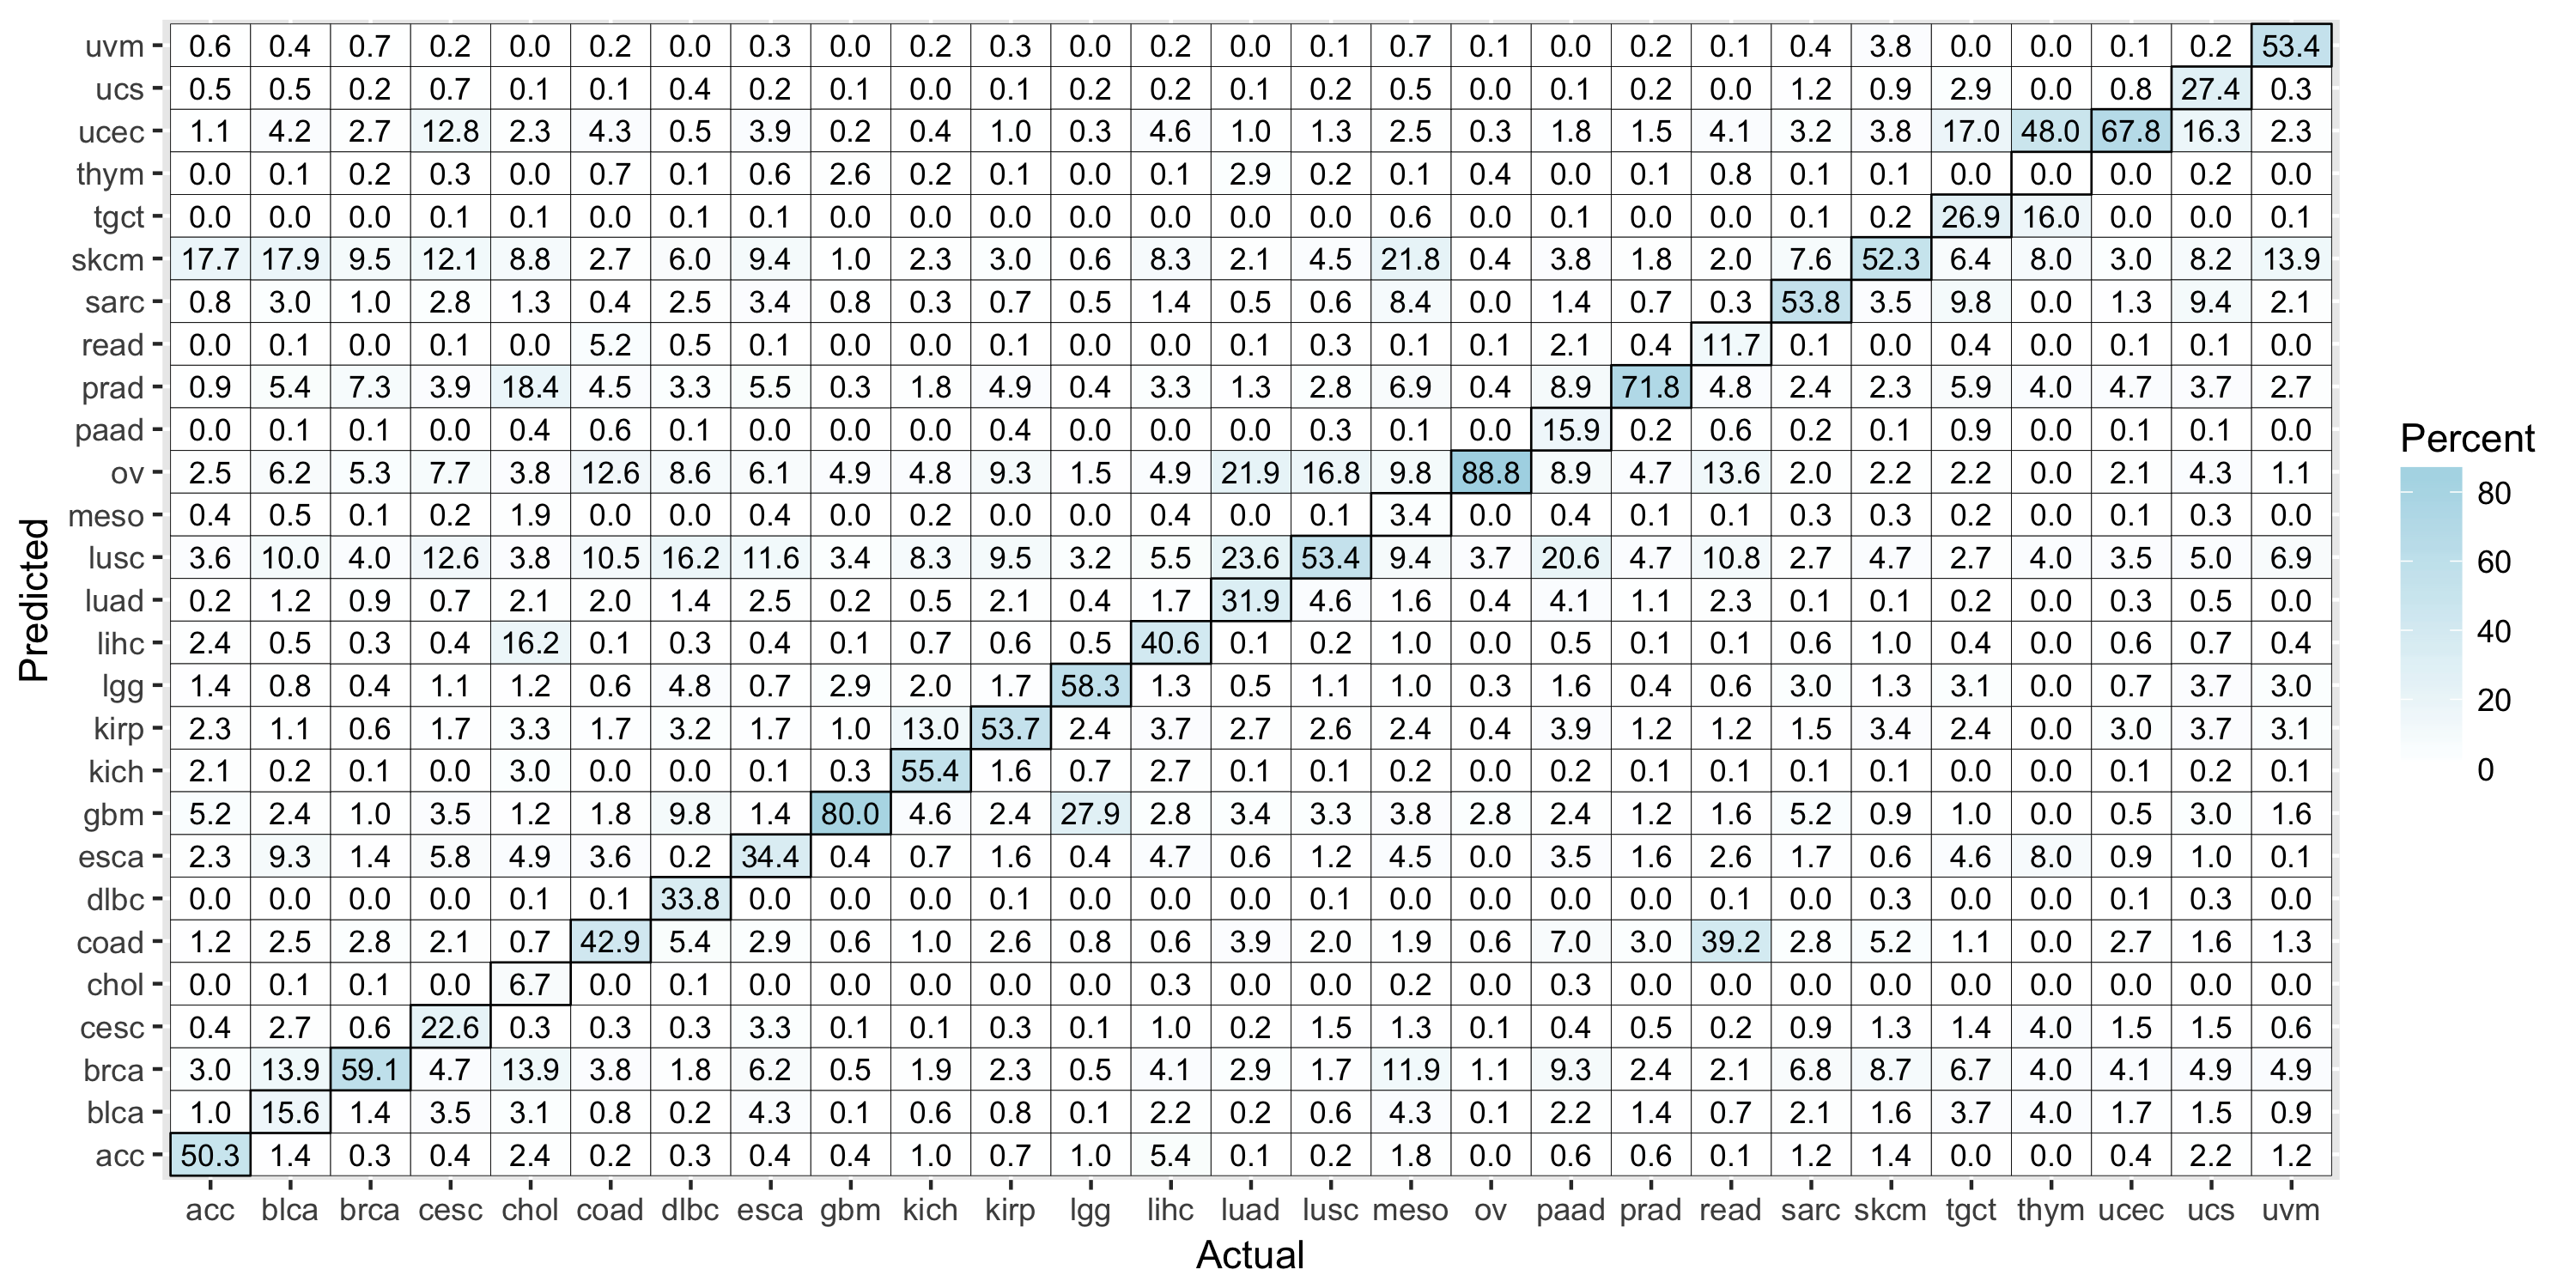 uvm 0.6 0.4 0.7 0.2 0.0 0.2 0.0 0.3 0.0 0.2 0.3 0.0 0.2 0.0 0.1 0.7 0.1 0.0 0.2 0.1 0.4 3.8 0.0 0.0 0.1 0.2 53.4
ucs 0.5 0.5 0.2 0.7 0.1 0.1 0.4 0.2 0.1 0.0 0.1 0.2 0.2 0.1 0.2 0.5 0.0 0.1 0.2 0.0 1.2 0.9 2.9 0.0 0.8 27.4 0.3
ucec 1.1 4.2 2.7 12.8 2.3 4.3 0.5 3.9 0.2 0.4 1.0 0.3 4.6 1.0 1.3 2.5 0.3 1.8 1.5 4.1 3.2 3.8 17.0 48.0 67.8 16.3 2.3
thym 0.0 0.1 0.2 0.3 0.0 0.7 0.1 0.6 2.6 0.2 0.1 0.0 0.1 2.9 0.2 0.1 0.4 0.0 0.1 0.8 0.1 0.1 0.0 0.0 0.0 0.2 0.0
tgct 0.0 0.0 0.0 0.1 0.1 0.0 0.1 0.1 0.0 0.0 0.0 0.0 0.0 0.0 0.0 0.6 0.0 0.1 0.0 0.0 0.1 0.2 26.9 16.0 0.0 0.0 0.1
skcm 17.7 17.9 9.5 12.1 8.8 2.7 6.0 9.4 1.0 2.3 3.0 0.6 8.3 2.1 4.5 21.8 0.4 3.8 1.8 2.0 7.6 52.3 6.4 8.0 3.0 8.2 13.9
sarc 0.8 3.0 1.0 2.8 1.3 0.4 2.5 3.4 0.8 0.3 0.7 0.5 1.4 0.5 0.6 8.4 0.0 1.4 0.7 0.3 53.8 3.5 9.8 0.0 1.3 9.4 2.1
read 0.0 0.1 0.0 0.1 0.0 5.2 0.5 0.1 0.0 0.0 0.1 0.0 0.0 0.1 0.3 0.1 0.1 2.1 0.4 11.7 0.1 0.0 0.4 0.0 0.1 0.1 0.0
prad 0.9 5.4 7.3 3.9 18.4 4.5 3.3 5.5 0.3 1.8 4.9 0.4 3.3 1.3 2.8 6.9 0.4 8.9 71.8 4.8 2.4 2.3 5.9 4.0 4.7 3.7 2.7
paad 0.0 0.1 0.1 0.0 0.4 0.6 0.1 0.0 0.0 0.0 0.4 0.0 0.0 0.0 0.3 0.1 0.0 15.9 0.2 0.6 0.2 0.1 0.9 0.0 0.1 0.1 0.0
ov 2.5 6.2 5.3 7.7 3.8 12.6 8.6 6.1 4.9 4.8 9.3 1.5 4.9 21.9 16.8 9.8 88.8 8.9 4.7 13.6 2.0 2.2 2.2 0.0 2.1 4.3 1.1
meso 0.4 0.5 0.1 0.2 1.9 0.0 0.0 0.4 0.0 0.2 0.0 0.0 0.4 0.0 0.1 3.4 0.0 0.4 0.1 0.1 0.3 0.3 0.2 0.0 0.1 0.3 0.0
lusc 3.6 10.0 4.0 12.6 3.8 10.5 16.2 11.6 3.4 8.3 9.5 3.2 5.5 23.6 53.4 9.4 3.7 20.6 4.7 10.8 2.7 4.7 2.7 4.0 3.5 5.0 6.9
luad 0.2 1.2 0.9 0.7 2.1 2.0 1.4 2.5 0.2 0.5 2.1 0.4 1.7 31.9 4.6 1.6 0.4 4.1 1.1 2.3 0.1 0.1 0.2 0.0 0.3 0.5 0.0
lihc 2.4 0.5 0.3 0.4 16.2 0.1 0.3 0.4 0.1 0.7 0.6 0.5 40.6 0.1 0.2 1.0 0.0 0.5 0.1 0.1 0.6 1.0 0.4 0.0 0.6 0.7 0.4
lgg 1.4 0.8 0.4 1.1 1.2 0.6 4.8 0.7 2.9 2.0 1.7 58.3 1.3 0.5 1.1 1.0 0.3 1.6 0.4 0.6 3.0 1.3 3.1 0.0 0.7 3.7 3.0
kirp 2.3 1.1 0.6 1.7 3.3 1.7 3.2 1.7 1.0 13.0 53.7 2.4 3.7 2.7 2.6 2.4 0.4 3.9 1.2 1.2 1.5 3.4 2.4 0.0 3.0 3.7 3.1
kich 2.1 0.2 0.1 0.0 3.0 0.0 0.0 0.1 0.3 55.4 1.6 0.7 2.7 0.1 0.1 0.2 0.0 0.2 0.1 0.1 0.1 0.1 0.0 0.0 0.1 0.2 0.1
gbm 5.2 2.4 1.0 3.5 1.2 1.8 9.8 1.4 80.0 4.6 2.4 27.9 2.8 3.4 3.3 3.8 2.8 2.4 1.2 1.6 5.2 0.9 1.0 0.0 0.5 3.0 1.6
esca 2.3 9.3 1.4 5.8 4.9 3.6 0.2 34.4 0.4 0.7 1.6 0.4 4.7 0.6 1.2 4.5 0.0 3.5 1.6 2.6 1.7 0.6 4.6 8.0 0.9 1.0 0.1
dlbc 0.0 0.0 0.0 0.0 0.1 0.1 33.8 0.0 0.0 0.0 0.1 0.0 0.0 0.0 0.1 0.0 0.0 0.0 0.0 0.1 0.0 0.3 0.0 0.0 0.1 0.3 0.0
coad 1.2 2.5 2.8 2.1 0.7 42.9 5.4 2.9 0.6 1.0 2.6 0.8 0.6 3.9 2.0 1.9 0.6 7.0 3.0 39.2 2.8 5.2 1.1 0.0 2.7 1.6 1.3
chol 0.0 0.1 0.1 0.0 6.7 0.0 0.1 0.0 0.0 0.0 0.0 0.0 0.3 0.0 0.0 0.2 0.0 0.3 0.0 0.0 0.0 0.0 0.0 0.0 0.0 0.0 0.0
cesc 0.4 2.7 0.6 22.6 0.3 0.3 0.3 3.3 0.1 0.1 0.3 0.1 1.0 0.2 1.5 1.3 0.1 0.4 0.5 0.2 0.9 1.3 1.4 4.0 1.5 1.5 0.6
brca 3.0 13.9 59.1 4.7 13.9 3.8 1.8 6.2 0.5 1.9 2.3 0.5 4.1 2.9 1.7 11.9 1.1 9.3 2.4 2.1 6.8 8.7 6.7 4.0 4.1 4.9 4.9
blca 1.0 15.6 1.4 3.5 3.1 0.8 0.2 4.3 0.1 0.6 0.8 0.1 2.2 0.2 0.6 4.3 0.1 2.2 1.4 0.7 2.1 1.6 3.7 4.0 1.7 1.5 0.9
acc 50.3 1.4 0.3 0.4 2.4 0.2 0.3 0.4 0.4 1.0 0.7 1.0 5.4 0.1 0.2 1.8 0.0 0.6 0.6 0.1 1.2 1.4 0.0 0.0 0.4 2.2 1.2
acc blca brca cesc chol coad dlbc esca gbm kich kirp lgg lihc luad lusc meso ov paad prad read sarc skcm tgct thym ucec ucs uvm
Actual
Predicted
Percent
80
60
40
20
0